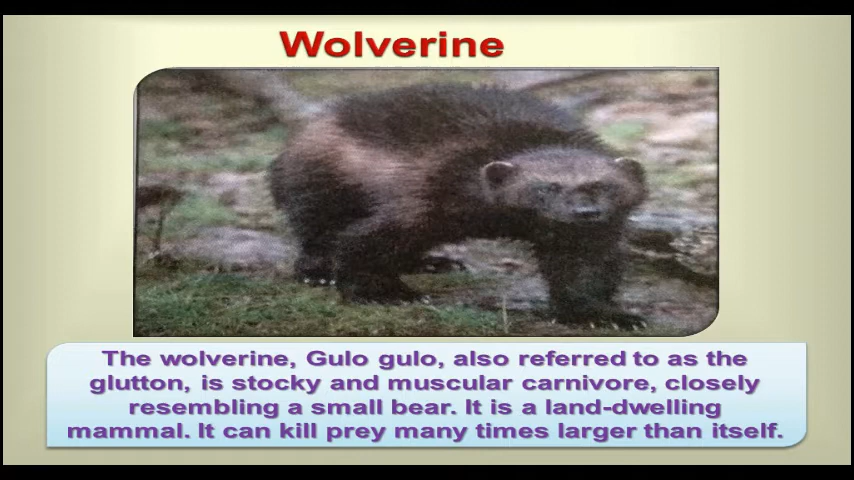 Wolverine
The wolverine, Gulo gulo, also referred to as the
glutton, is stocky and muscular carnivore, closely
resembling a small bear. It is a land-dwelling
mammal. It can kill prey many times larger than itself.